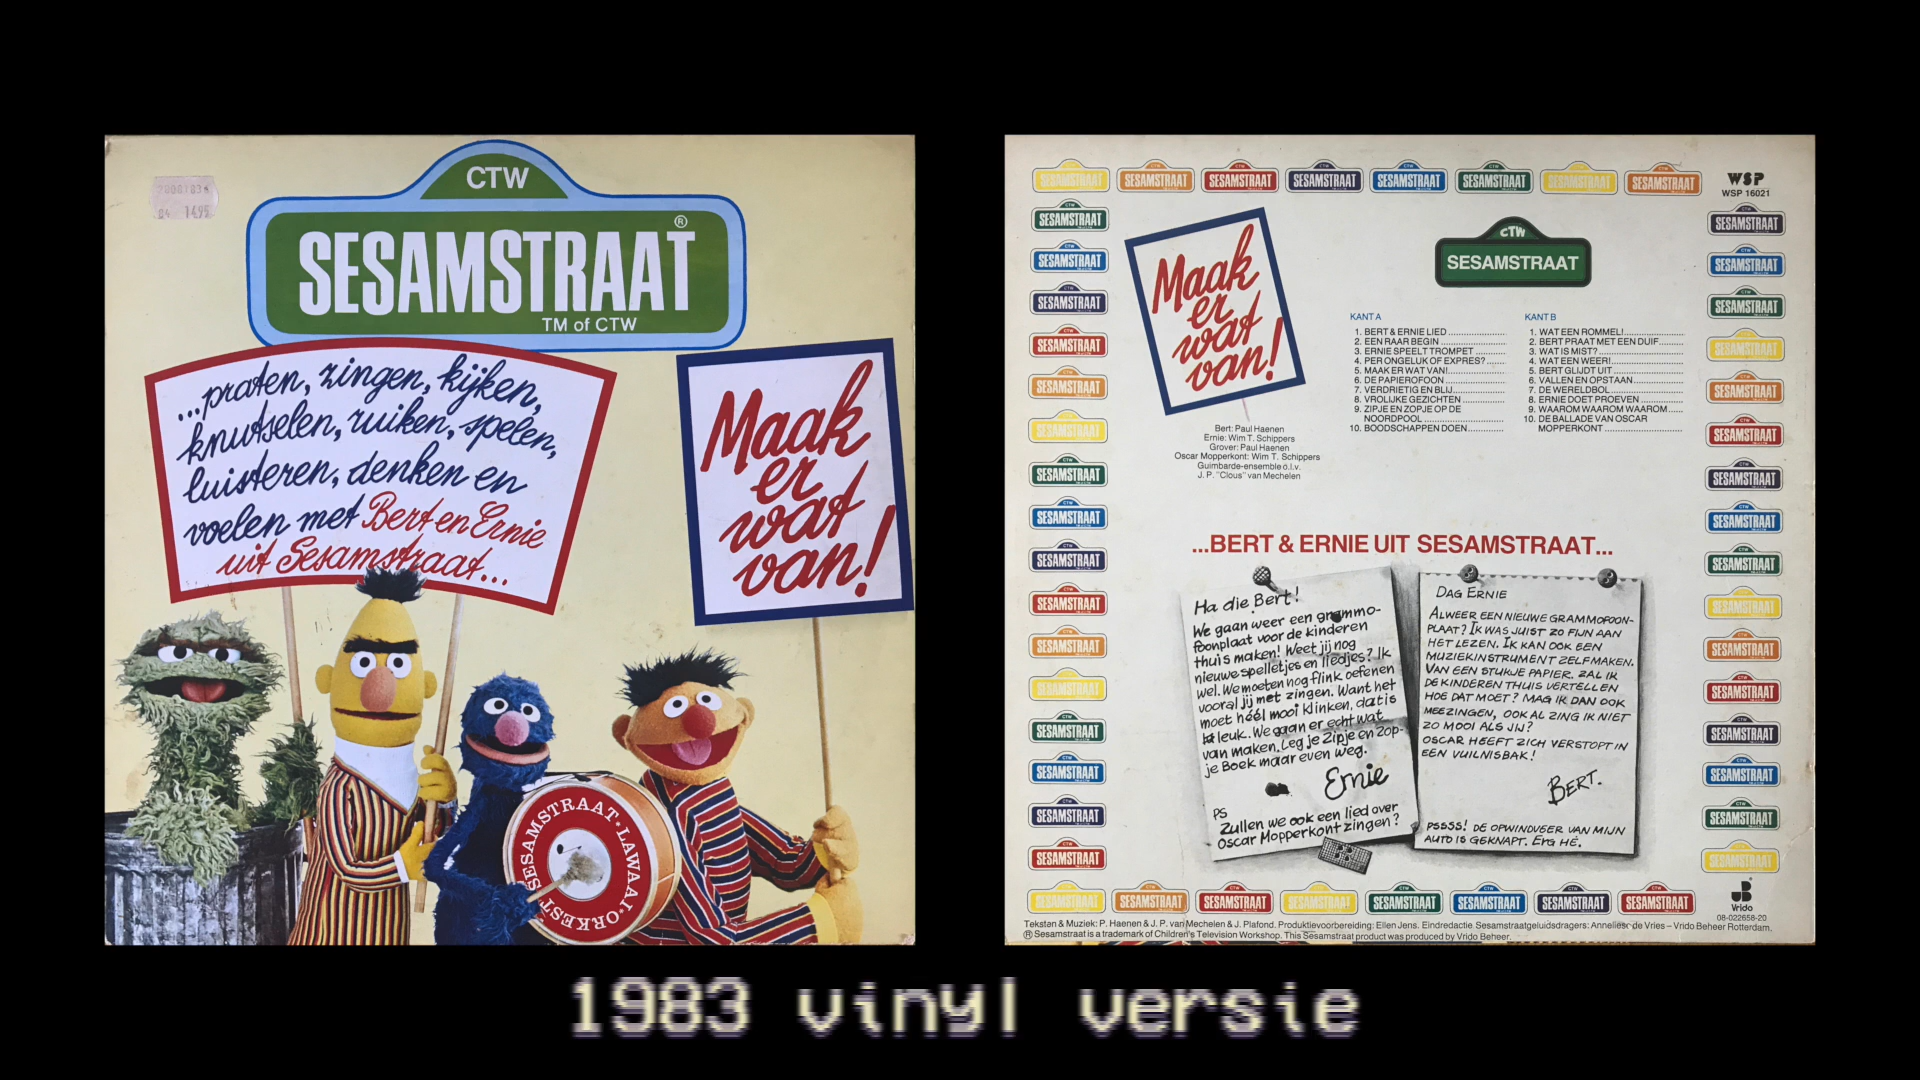 28081834
04 1495
CTW
SESAMSTRAAT®
TM of CTW
...praten, zingen, kijken,
knutselen, ruiken, spelen,
luisteren, denken en
voelen met Bert en Ernie
uit Sesamstraat...
Maak
er
wat
van!
SESAMSTRAAT · LAWAAI · ORKEST
WSP
WSP 16021
Maak
er
wat
van!
CTW
SESAMSTRAAT
Bert: Paul Haenen
Ernie: Wim T. Schippers
Grover: Paul Haenen
Oscar Mopperkont: Wim T. Schippers
Guimbarde-ensemble o.l.v.
J. P. "Clous" van Mechelen
KANT A
1. BERT & ERNIE LIED
2. EEN RAAR BEGIN
3. ERNIE SPEELT TROMPET
4. PER ONGELUK OF EXPRES?
5. MAAK ER WAT VAN!
6. DE PAPIEROFOON
7. VERDRIETIG EN BLIJ
8. VROLIJKE GEZICHTEN
9. ZIPJE EN ZOPJE OP DE
NOORDPOOL
10. BOODSCHAPPEN DOEN
KANT B
1. WAT EEN ROMMEL!
2. BERT PRAAT MET EEN DUIF
3. WAT IS MIST?
4. WAT EEN WEER!
5. BERT GLIJDT UIT
6. VALLEN EN OPSTAAN
7. DE WERELDBOL
8. ERNIE DOET PROEVEN
9. WAAROM WAAROM WAAROM
10. DE BALLADE VAN OSCAR
MOPPERKONT
...BERT & ERNIE UIT SESAMSTRAAT...
Ha die Bert!
We gaan weer een grammo-
foonplaat voor de kinderen
thuis maken! Weet jij nog
nieuwe spelletjes en liedjes? Ik
wel. We moeten nog flink oefenen
vooral jij met zingen. Want het
moet héél mooi klinken, dat is
leuk. We gaan er echt wat
van maken. Leg je Zipje en Zop-
je Boek maar even weg.
Ernie
PS
Zullen we ook een lied over
Oscar Mopperkont zingen?
DAG ERNIE
ALWEER EEN NIEUWE GRAMMOFOON-
PLAAT? IK WAS JUIST ZO FIJN AAN
HET LEZEN. IK KAN OOK EEN
MUZIEKINSTRUMENT ZELF MAKEN.
VAN EEN STUKJE PAPIER. ZAL IK
DE KINDEREN THUIS VERTELLEN
HOE DAT MOET? MAG IK DAN OOK
MEEZINGEN, OOK AL ZING IK NIET
ZO MOOI ALS JIJ?
OSCAR HEEFT ZICH VERSTOPT IN
EEN VUILNISBAK!
BERT.
PSSSS! DE OPWINDVEER VAN MIJN
AUTO IS GEKNAPT. ERG HÈ.
Vrido
08-022658-20
Teksten & Muziek: P. Haenen & J. P. van Mechelen & J. Plafond. Produktievoorbereiding: Ellen Jens. Eindredactie Sesamstraatgeluidsdragers: Anneliese de Vries – Vrido Beheer Rotterdam.
® Sesamstraat is a trademark of Children's Television Workshop. This Sesamstraat product was produced by Vrido Beheer.
1983 vinyl versie